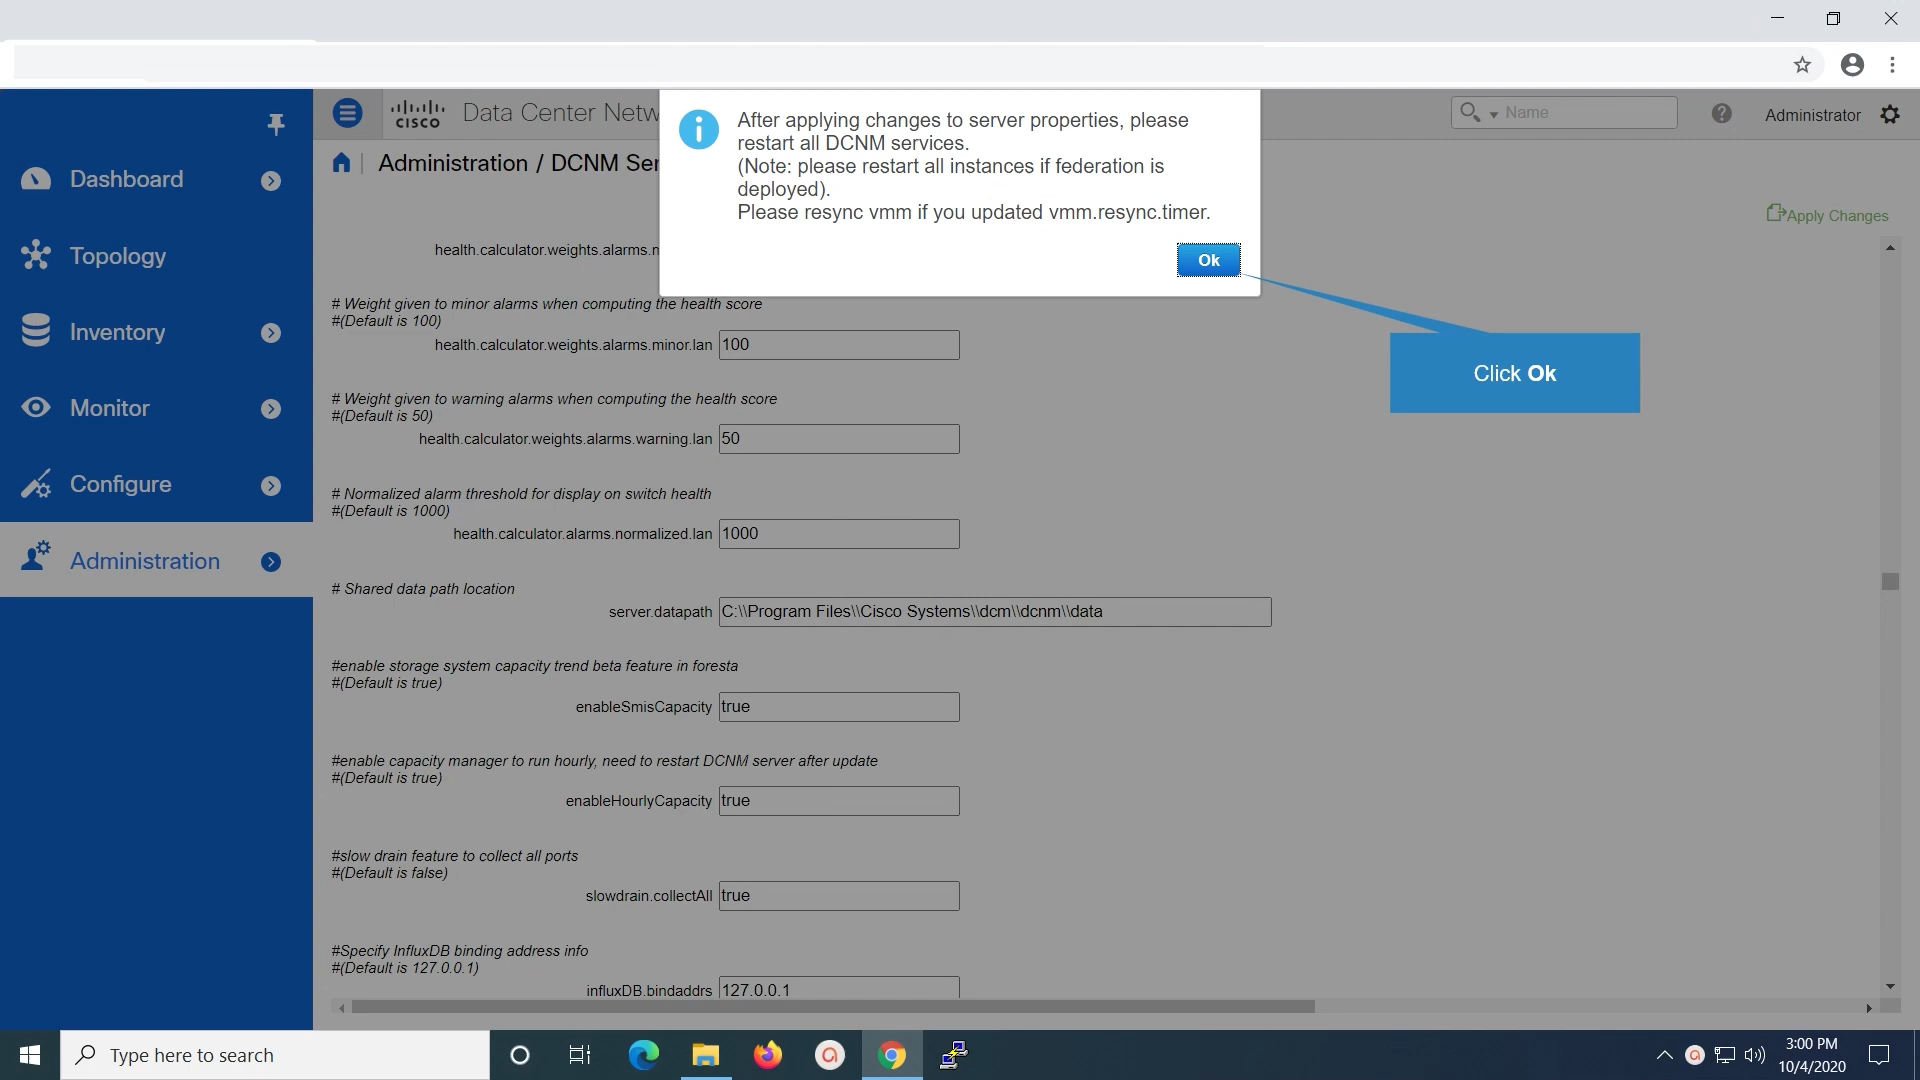 CISCO
Data Center Netw
Name
Administrator
Administration / DCNM Ser
After applying changes to server properties, please
restart all DCNM services.
(Note: please restart all instances if federation is
deployed).
Please resync vmm if you updated vmm.resync.timer.
Ok
Click Ok
Apply Changes
Dashboard
Topology
Inventory
Monitor
Configure
Administration
health.calculator.weights.alarms.m
# Weight given to minor alarms when computing the health score
#(Default is 100)
health.calculator.weights.alarms.minor.lan 100
# Weight given to warning alarms when computing the health score
#(Default is 50)
health.calculator.weights.alarms.warning.lan 50
# Normalized alarm threshold for display on switch health
#(Default is 1000)
health.calculator.alarms.normalized.lan 1000
# Shared data path location
server.datapath C:\\Program Files\\Cisco Systems\\dcm\\dcnm\\data
#enable storage system capacity trend beta feature in foresta
#(Default is true)
enableSmisCapacity true
#enable capacity manager to run hourly, need to restart DCNM server after update
#(Default is true)
enableHourlyCapacity true
#slow drain feature to collect all ports
#(Default is false)
slowdrain.collectAll true
#Specify InfluxDB binding address info
#(Default is 127.0.0.1)
influxDB.bindaddrs 127.0.0.1
Type here to search
3:00 PM
10/4/2020